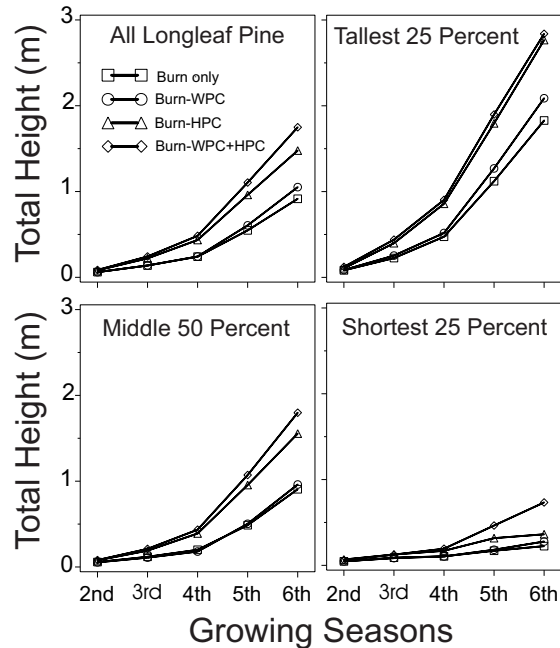 All Longleaf Pine
Tallest 25 Percent
Total Height (m)
3
2
1
0
Burn only
Burn-WPC
Burn-HPC
Burn-WPC+HPC
Middle 50 Percent
Shortest 25 Percent
Total Height (m)
3
2
1
0
2nd 3rd 4th 5th 6th
2nd 3rd 4th 5th 6th
Growing Seasons